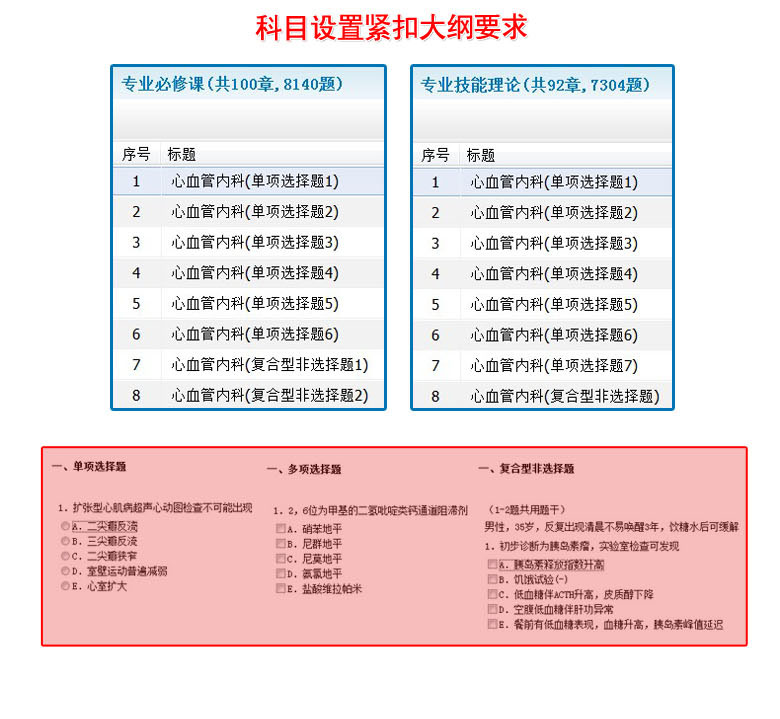 科目设置紧扣大纲要求
专业必修课(共100章,8140题)
序号 标题
1 心血管内科(单项选择题1)
2 心血管内科(单项选择题2)
3 心血管内科(单项选择题3)
4 心血管内科(单项选择题4)
5 心血管内科(单项选择题5)
6 心血管内科(单项选择题6)
7 心血管内科(复合型非选择题1)
8 心血管内科(复合型非选择题2)
专业技能理论(共92章,7304题)
序号 标题
1 心血管内科(单项选择题1)
2 心血管内科(单项选择题2)
3 心血管内科(单项选择题3)
4 心血管内科(单项选择题4)
5 心血管内科(单项选择题5)
6 心血管内科(单项选择题6)
7 心血管内科(单项选择题7)
8 心血管内科(复合型非选择题)
一、单项选择题
1. 扩张型心肌病超声心动图检查不可能出现
A. 二尖瓣反流
B. 三尖瓣反流
C. 二尖瓣狭窄
D. 室壁运动普遍减弱
E. 心室扩大
一、多项选择题
1. 2, 6位为甲基的二氢吡啶类钙通道阻滞剂
A. 硝苯地平
B. 尼群地平
C. 尼莫地平
D. 氨氯地平
E. 盐酸维拉帕米
一、复合型非选择题
(1-2题共用题干)
男性, 35岁, 反复出现清晨不易唤醒3年, 饮糖水后可缓解
1. 初步诊断为胰岛素瘤, 实验室检查可发现
A. 胰岛素释放指数升高
B. 饥饿试验(-)
C. 低血糖伴ACTH升高, 皮质醇下降
D. 空腹低血糖伴肝功异常
E. 餐前有低血糖表现, 血糖升高, 胰岛素峰值延迟